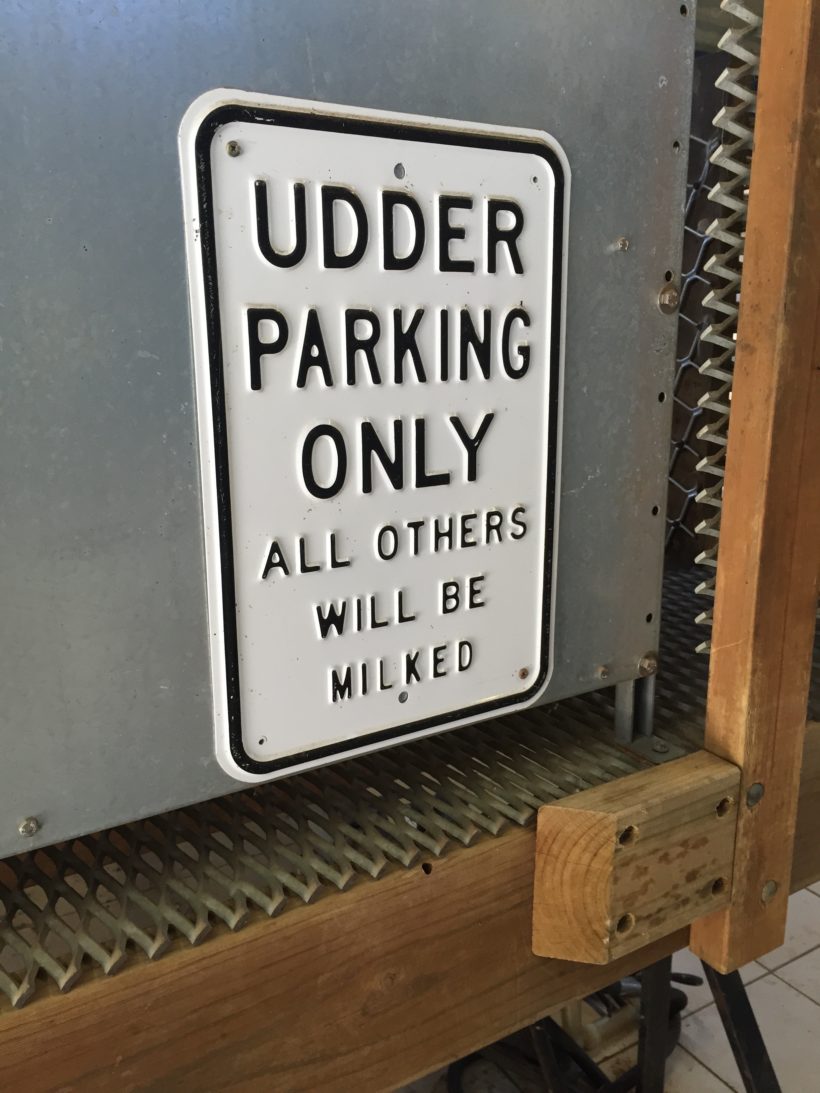 UDDER
PARKING
ONLY
ALL OTHERS
WILL BE
MILKED